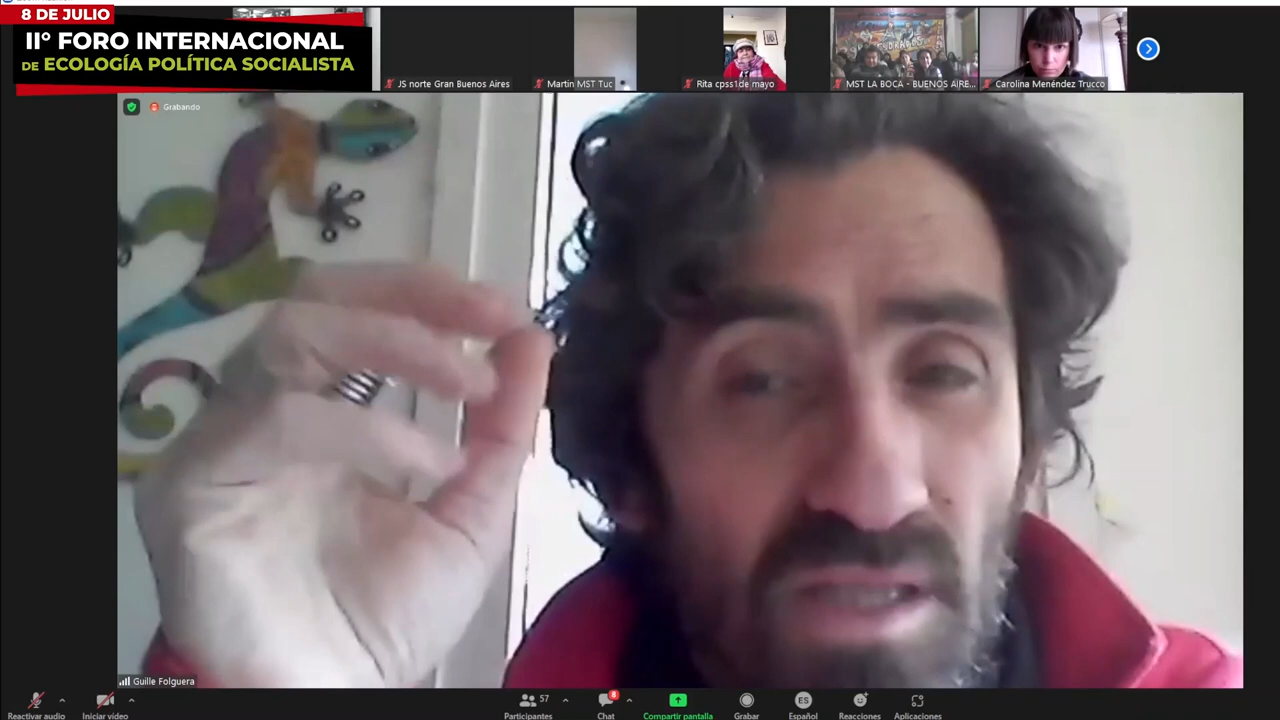 8 DE JULIO
IIº FORO INTERNACIONAL
DE ECOLOGÍA POLÍTICA SOCIALISTA
JS norte Gran Buenos Aires
Martin MST Tuc
Rita cpss1de mayo
MST LA BOCA - BUENOS AIRE...
Carolina Menéndez Trucco
Grabando
Guille Folguera
Reactivar audio
Iniciar vídeo
57
Participantes
8
Chat
Compartir pantalla
Grabar
ES
Español
Reacciones
Aplicaciones